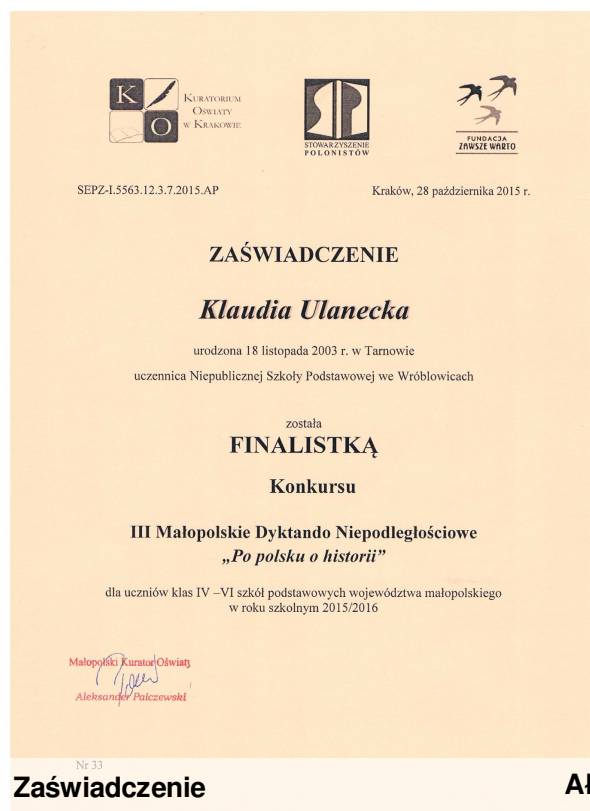 K
O
KURATORIUM
OŚWIATY
W KRAKOWIE
STOWARZYSZENIE
POLONISTÓW
FUNDACJA
ZAWSZE WARTO
SEPZ-I.5563.12.3.7.2015.AP
Kraków, 28 października 2015 r.
ZAŚWIADCZENIE
Klaudia Ulanecka
urodzona 18 listopada 2003 r. w Tarnowie
uczennica Niepublicznej Szkoły Podstawowej we Wróblowicach
została
FINALISTKĄ
Konkursu
III Małopolskie Dyktando Niepodległościowe
„Po polsku o historii”
dla uczniów klas IV –VI szkół podstawowych województwa małopolskiego
w roku szkolnym 2015/2016
Małopolski Kurator Oświaty
Aleksander Palczewski
Nr 33
Zaświadczenie